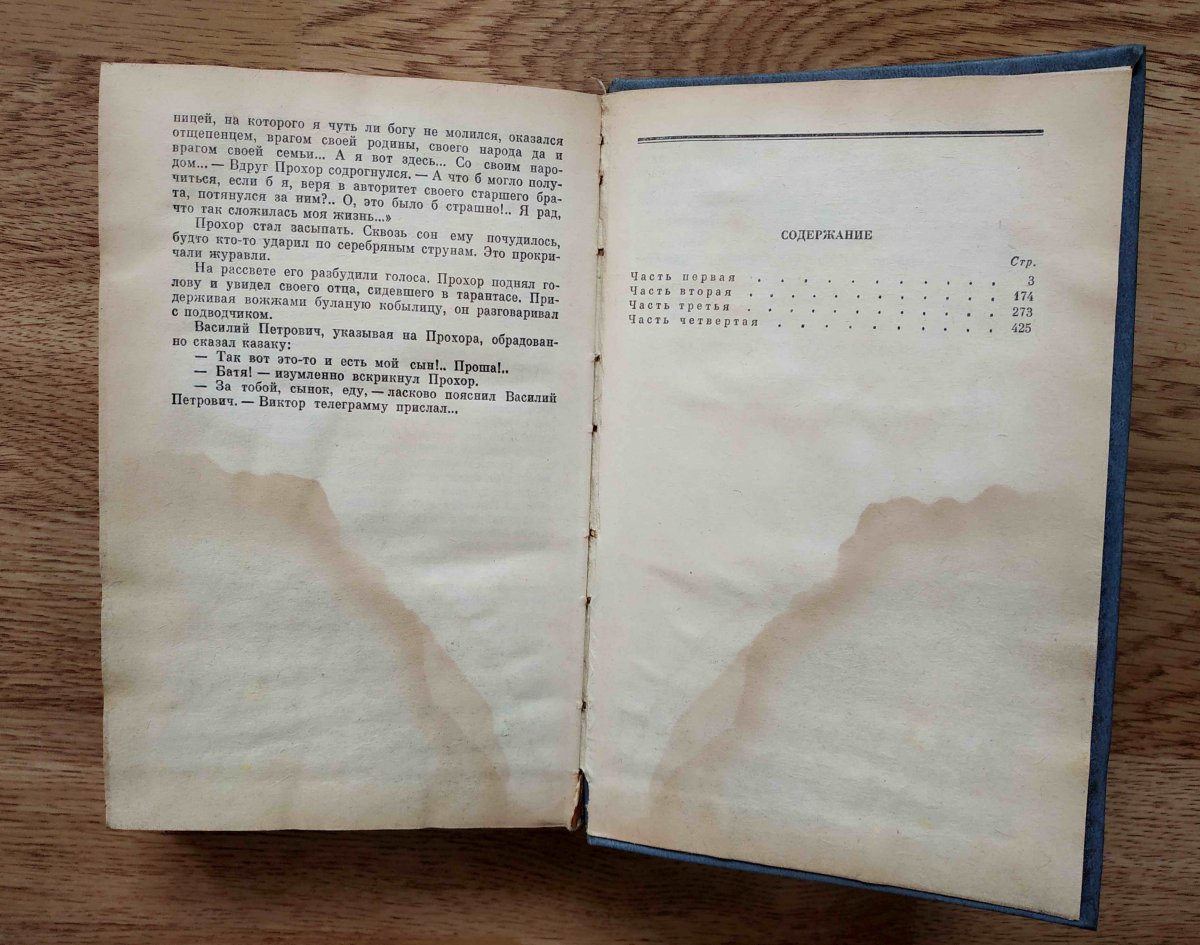 ницей, на которого я чуть ли богу не молился, оказался
отщепенцем, врагом своей родины, своего народа да и
врагом своей семьи... А я вот здесь... Со своим наро-
дом... — Вдруг Прохор содрогнулся. — А что б могло полу-
читься, если б я, веря в авторитет своего старшего бра-
та, потянулся за ним?.. О, это было б страшно!.. Я рад,
что так сложилась моя жизнь...»
Прохор стал засыпать. Сквозь сон ему почудилось,
будто кто-то ударил по серебряным струнам. Это прокри-
чали журавли.
На рассвете его разбудили голоса. Прохор поднял го-
лову и увидел своего отца, сидевшего в тарантасе. При-
держивая вожжами буланую кобылицу, он разговаривал
с подводчиком.
Василий Петрович, указывая на Прохора, обрадован-
но сказал казаку:
— Так вот это-то и есть мой сын!.. Проша!..
— Батя! — изумленно вскрикнул Прохор.
— За тобой, сынок, еду, — ласково пояснил Василий
Петрович. — Виктор телеграмму прислал...
СОДЕРЖАНИЕ
Стр.
Часть первая . . . . . . . . . . 3
Часть вторая . . . . . . . . . . 174
Часть третья . . . . . . . . . . 273
Часть четвертая . . . . . . . . . 425